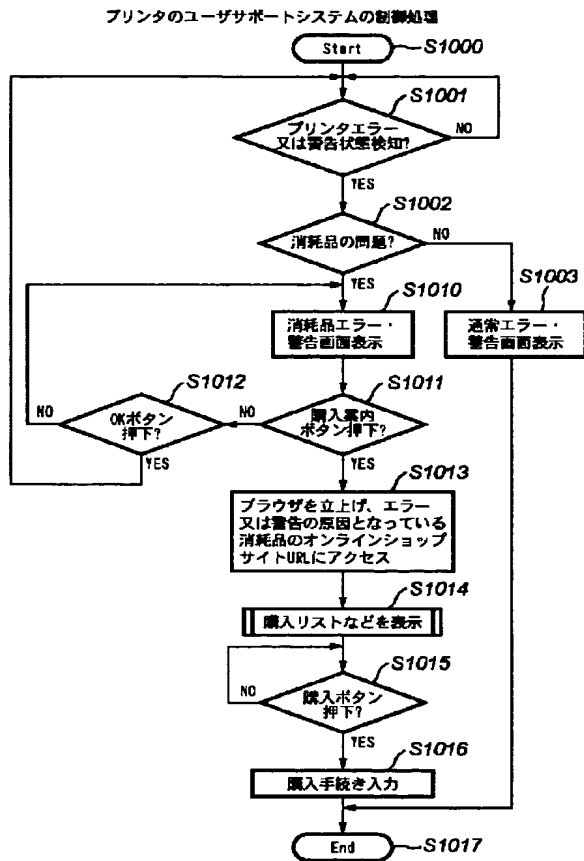 プリンタのユーザサポートシステムの制御処理
Start
S1000
S1001
プリンタエラー
又は警告状態検知?
NO
YES
S1002
消耗品の問題?
NO
YES
S1003
通常エラー・
警告画面表示
S1010
消耗品エラー・
警告画面表示
S1011
購入案内
ボタン押下?
NO
YES
S1012
OKボタン
押下?
NO
YES
S1013
ブラウザを立上げ、エラー
又は警告の原因となっている
消耗品のオンラインショップ
サイトURLにアクセス
S1014
購入リストなどを表示
S1015
購入ボタン
押下?
NO
YES
S1016
購入手続き入力
End
S1017